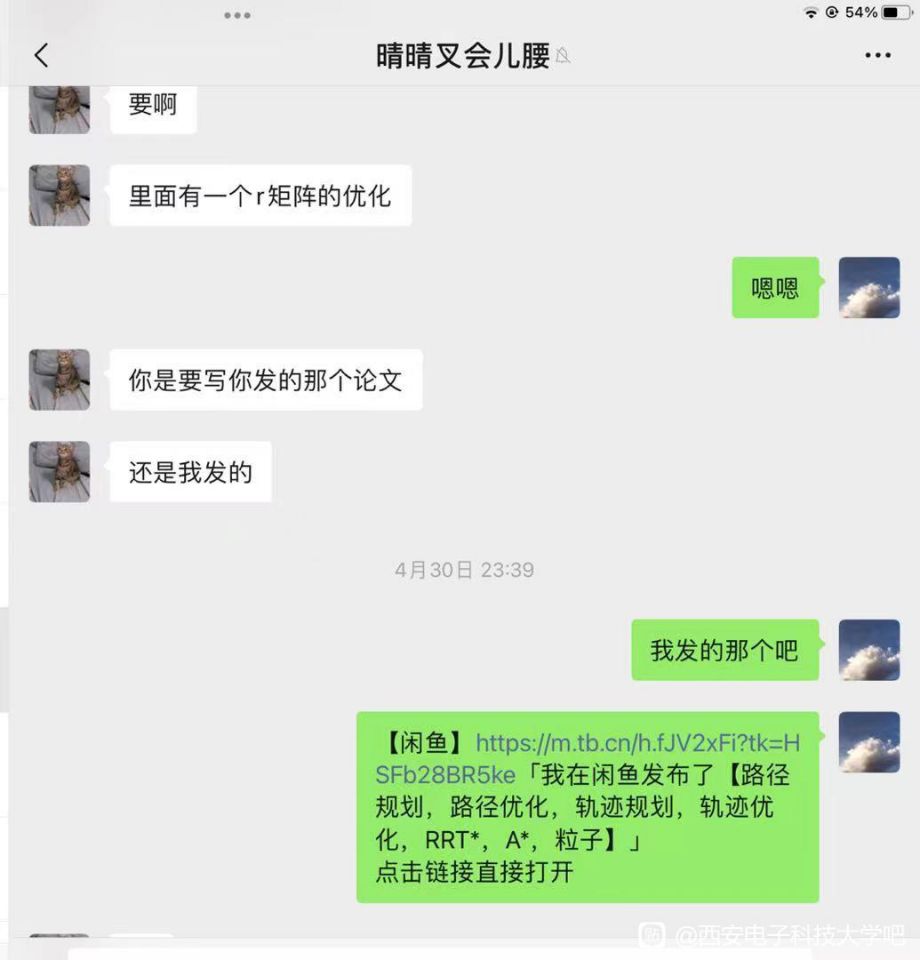 54%
晴晴叉会儿腰
要啊
里面有一个r矩阵的优化
嗯嗯
你是要写你发的那个论文
还是我发的
4月30日 23:39
我发的那个吧
【闲鱼】https://m.tb.cn/h.fJV2xFi?tk=H
SFb28BR5ke「我在闲鱼发布了【路径
规划，路径优化，轨迹规划，轨迹优
化，RRT*，A*，粒子】」
点击链接直接打开
贴 @西安电子科技大学吧